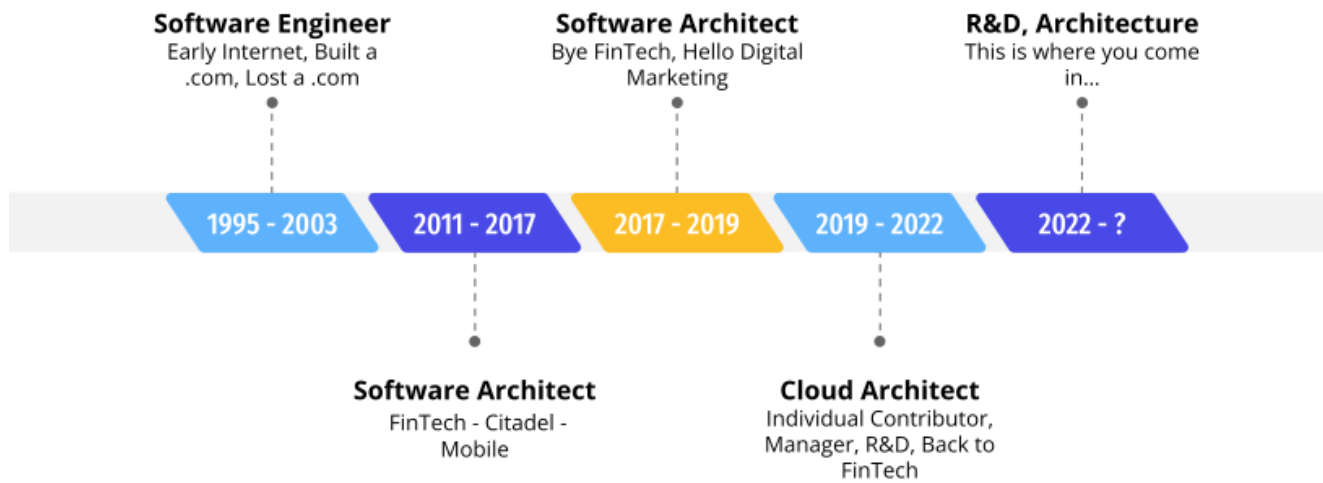 Software Engineer
Early Internet, Built a
.com, Lost a .com
Software Architect
Bye FinTech, Hello Digital
Marketing
R&D, Architecture
This is where you come
in...
1995 - 2003
2011 - 2017
2017 - 2019
2019 - 2022
2022 - ?
Software Architect
FinTech - Citadel -
Mobile
Cloud Architect
Individual Contributor,
Manager, R&D, Back to
FinTech